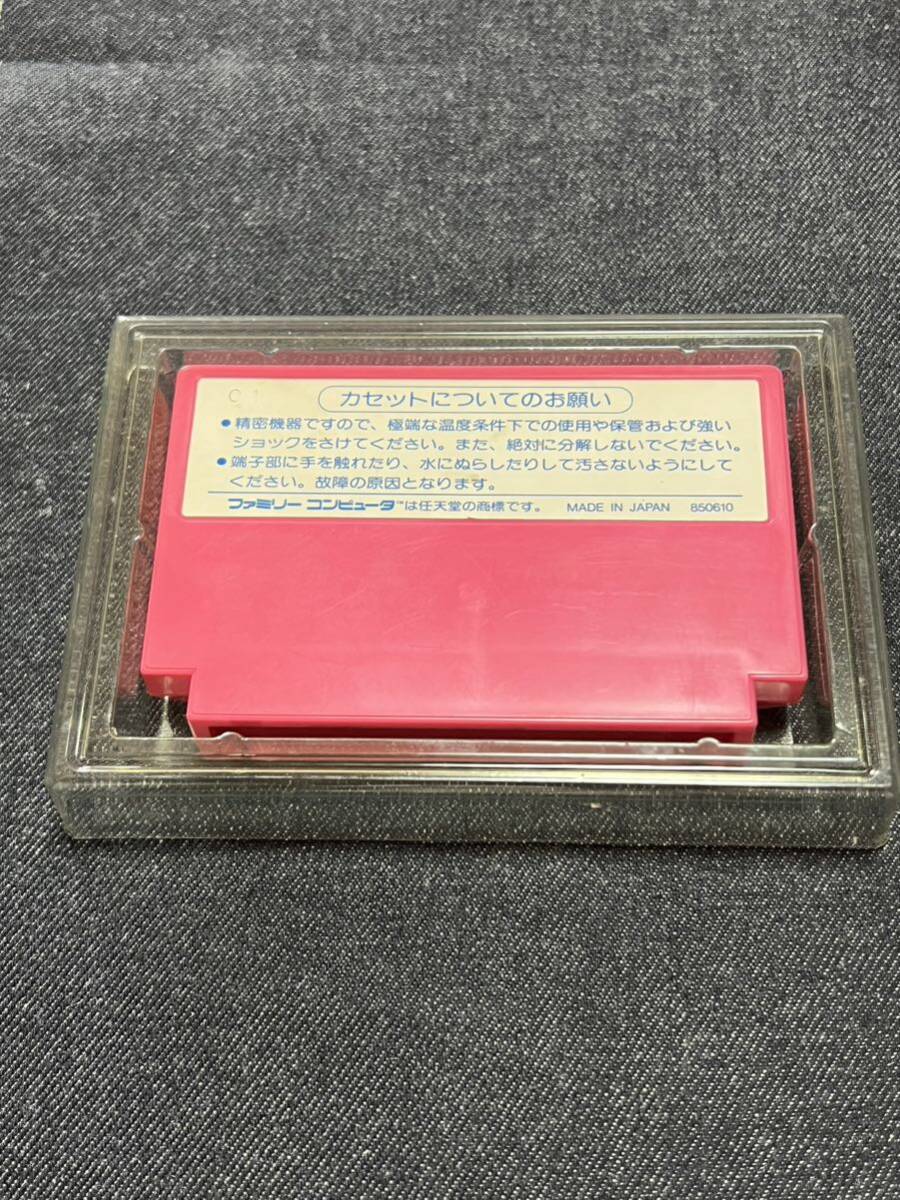 C 1
カセットについてのお願い
●精密機器ですので、極端な温度条件下での使用や保管および強い
ショックをさけてください。また、絶対に分解しないでください。
●端子部に手を触れたり、水にぬらしたりして汚さないようにして
ください。故障の原因となります。
ファミリー コンピュータ™は任天堂の商標です。 MADE IN JAPAN 850610